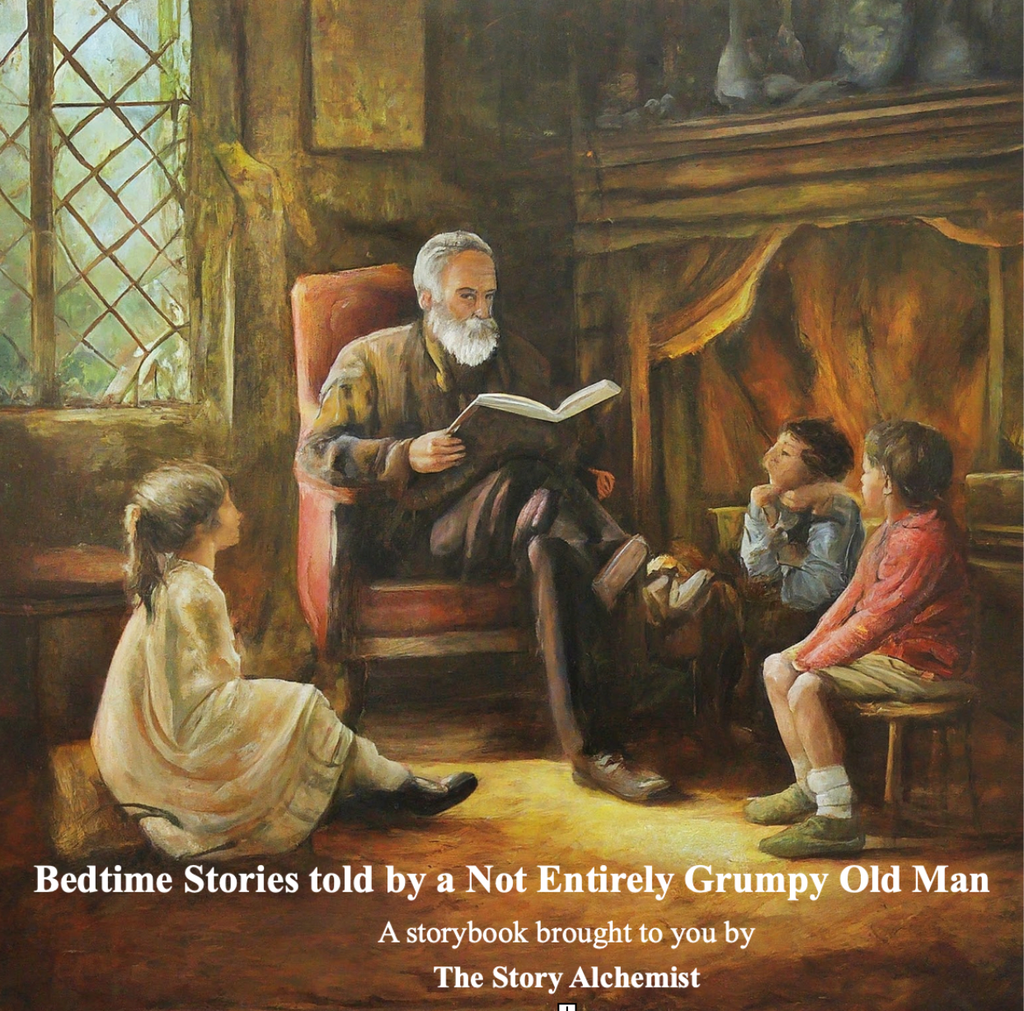 Bedtime Stories told by a Not Entirely Grumpy Old Man
A storybook brought to you by
The Story Alchemist